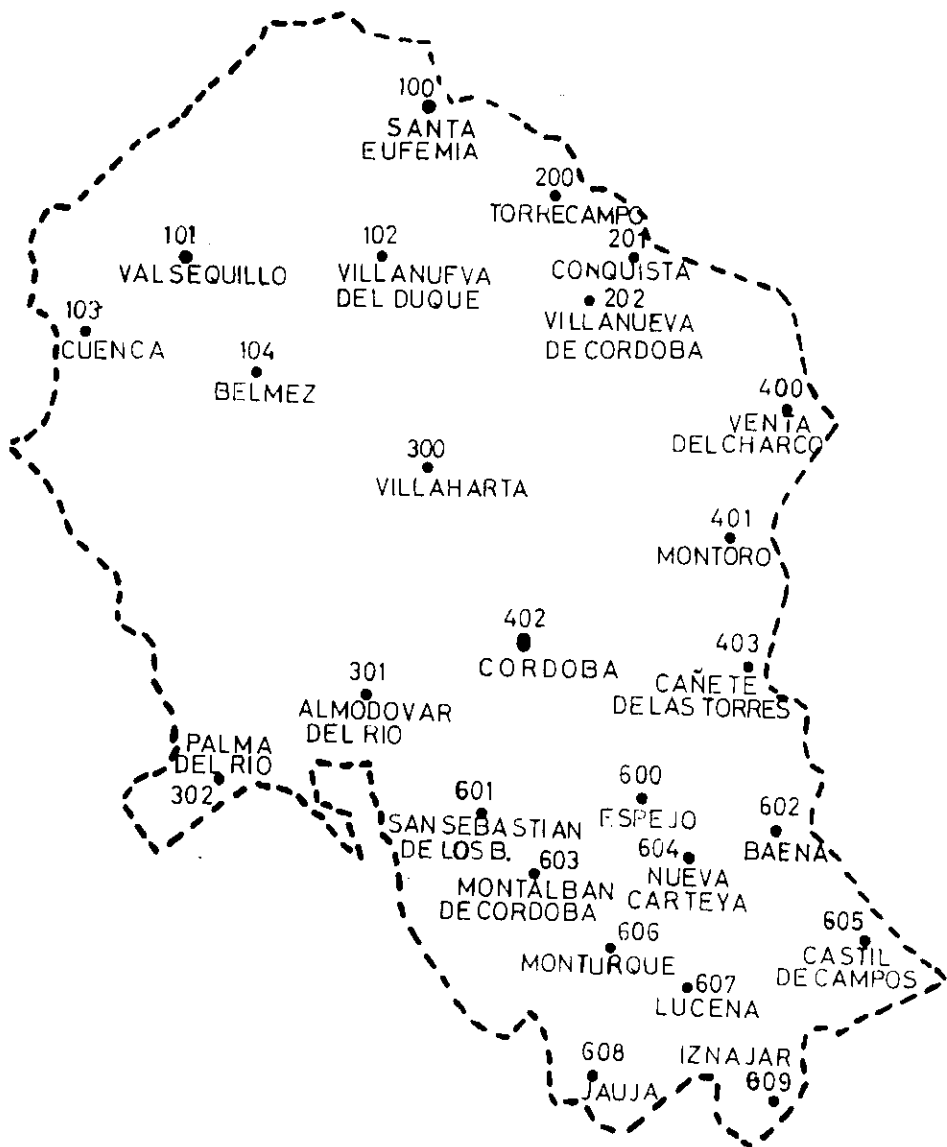 100
SANTA
EUFEMIA
200
TORRECAMPO
101
VALSEQUILLO
102
VILLANUEVA
DEL DUQUE
201
CONQUISTA
202
VILLANUEVA
DE CORDOBA
103
CUENCA
104
BELMEZ
400
VENTA
DEL CHARCO
300
VILLAHARTA
401
MONTORO
402
CORDOBA
403
CAÑETE
DE LAS TORRES
301
ALMODOVAR
DEL RIO
PALMA
DEL RIO
302
601
SAN SEBASTIAN
DE LOS B.
600
ESPEJO
602
BAENA
603
MONTALBAN
DE CORDOBA
604
NUEVA
CARTEYA
605
CASTIL
DE CAMPOS
606
MONTURQUE
607
LUCENA
608
JAUJA
IZNAJAR
609